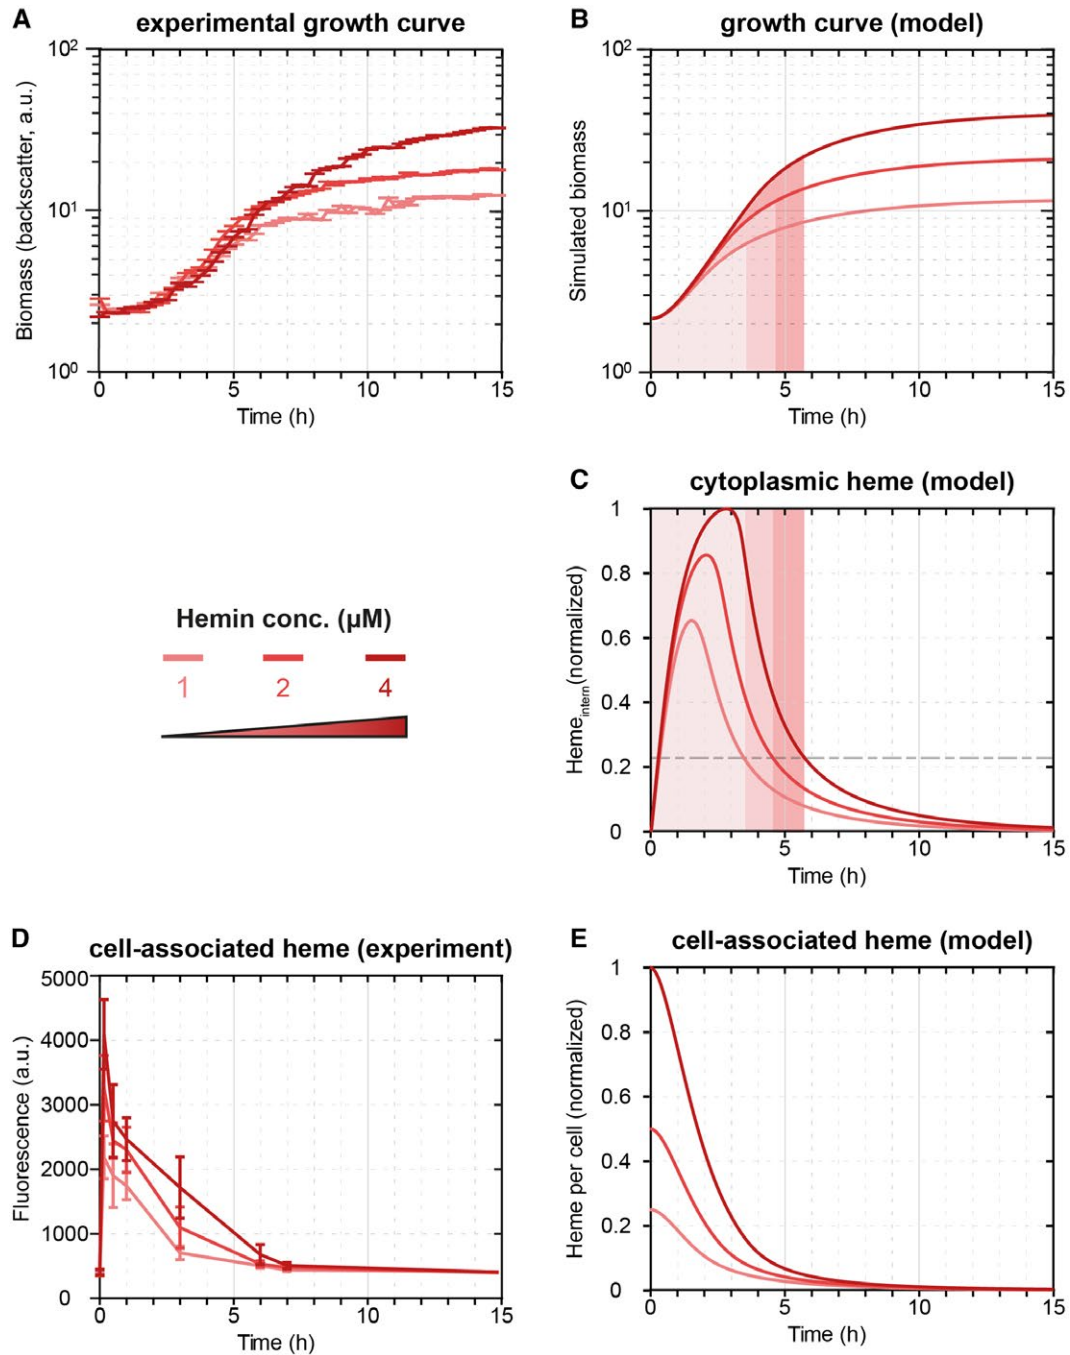 A experimental growth curve
10²
10¹
10⁰
Biomass (backscatter, a.u.)
0 5 10 15
Time (h)
B growth curve (model)
10²
10¹
10⁰
Simulated biomass
0 5 10 15
Time (h)
Hemin conc. (µM)
1 2 4
C cytoplasmic heme (model)
1
0.8
0.6
0.4
0.2
0
Heme intern (normalized)
0 5 10 15
Time (h)
D cell-associated heme (experiment)
5000
4000
3000
2000
1000
0
Fluorescence (a.u.)
0 5 10 15
Time (h)
E cell-associated heme (model)
1
0.8
0.6
0.4
0.2
0
Heme per cell (normalized)
0 5 10 15
Time (h)